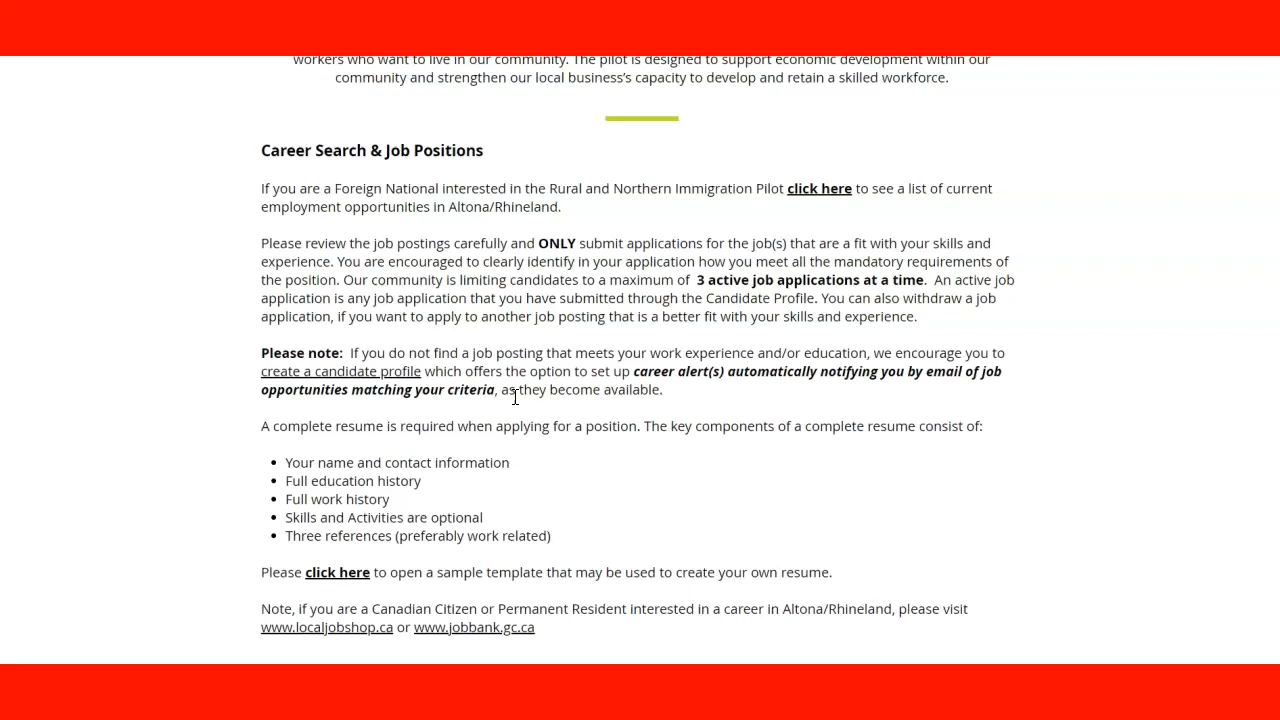 workers who want to live in our community. The pilot is designed to support economic development within our
community and strengthen our local business's capacity to develop and retain a skilled workforce.
Career Search & Job Positions
If you are a Foreign National interested in the Rural and Northern Immigration Pilot click here to see a list of current
employment opportunities in Altona/Rhineland.
Please review the job postings carefully and ONLY submit applications for the job(s) that are a fit with your skills and
experience. You are encouraged to clearly identify in your application how you meet all the mandatory requirements of
the position. Our community is limiting candidates to a maximum of 3 active job applications at a time. An active job
application is any job application that you have submitted through the Candidate Profile. You can also withdraw a job
application, if you want to apply to another job posting that is a better fit with your skills and experience.
Please note: If you do not find a job posting that meets your work experience and/or education, we encourage you to
create a candidate profile which offers the option to set up career alert(s) automatically notifying you by email of job
opportunities matching your criteria, as they become available.
A complete resume is required when applying for a position. The key components of a complete resume consist of:
• Your name and contact information
• Full education history
• Full work history
• Skills and Activities are optional
• Three references (preferably work related)
Please click here to open a sample template that may be used to create your own resume.
Note, if you are a Canadian Citizen or Permanent Resident interested in a career in Altona/Rhineland, please visit
www.localjobshop.ca or www.jobbank.gc.ca